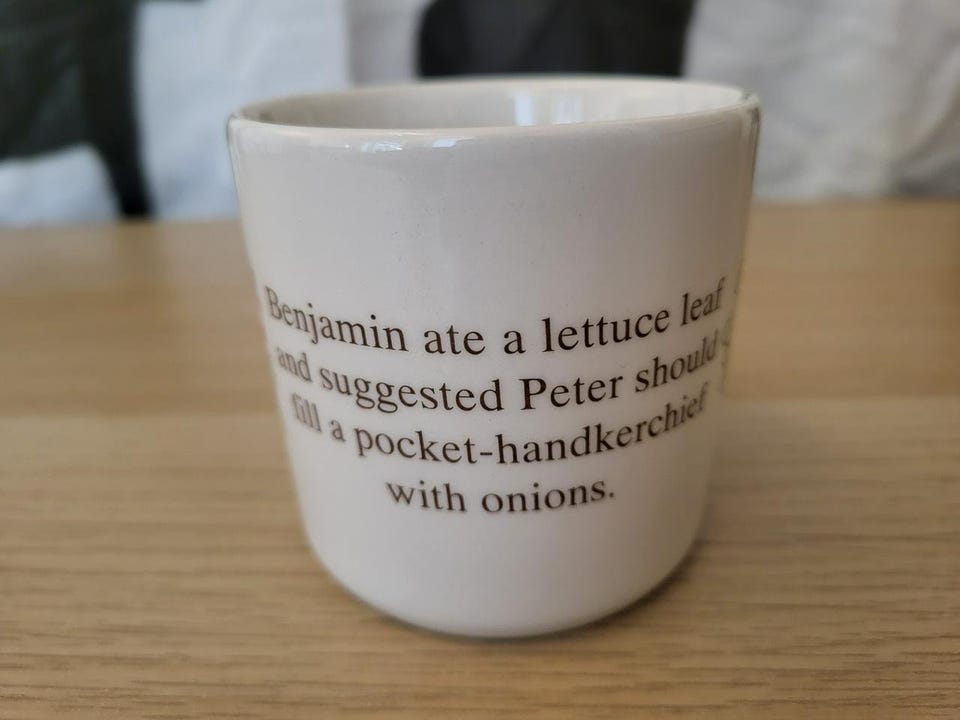 Benjamin ate a lettuce leaf
and suggested Peter should
fill a pocket-handkerchief
with onions.